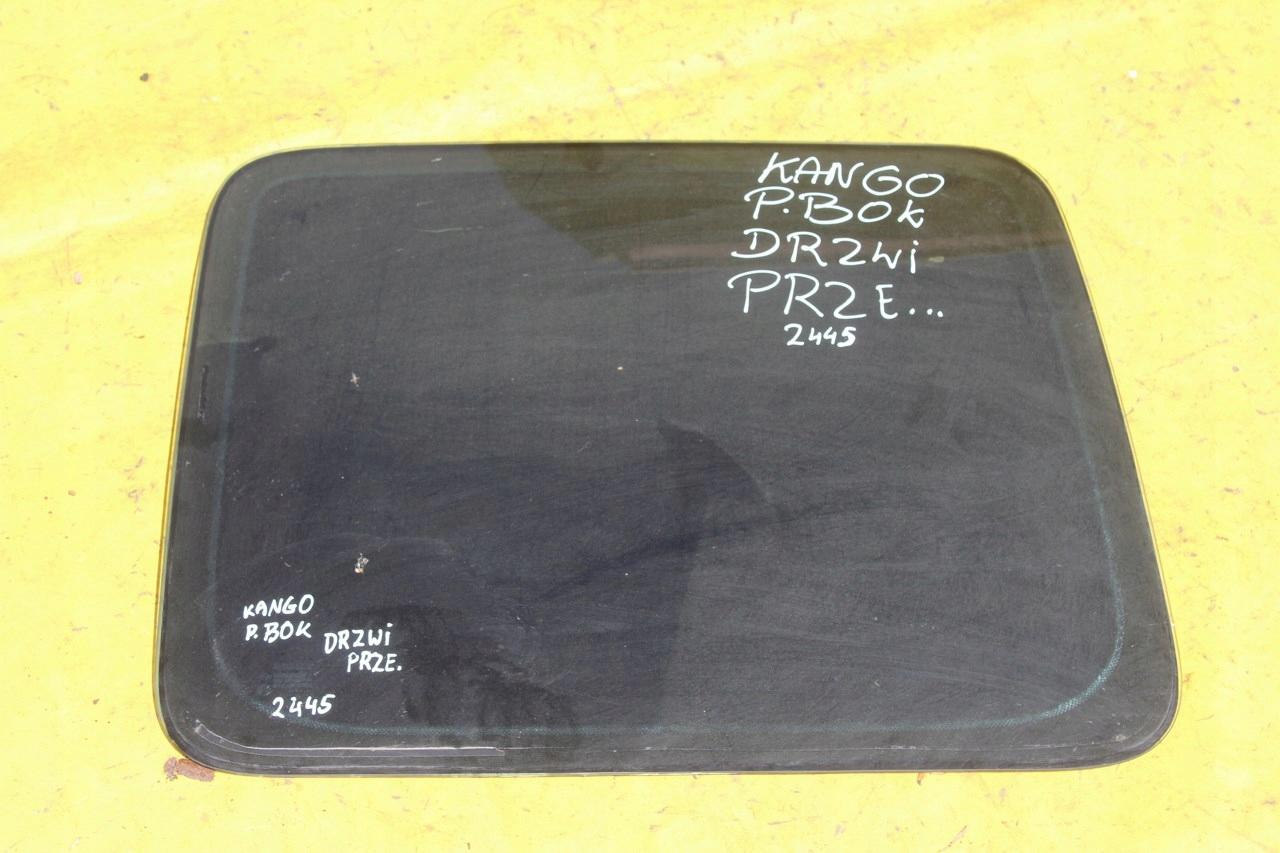 KANGO
P.BOK
DRZWi
PRZE...
2445
KANGO
P.BOK
DRZWi
PRZE.
2445